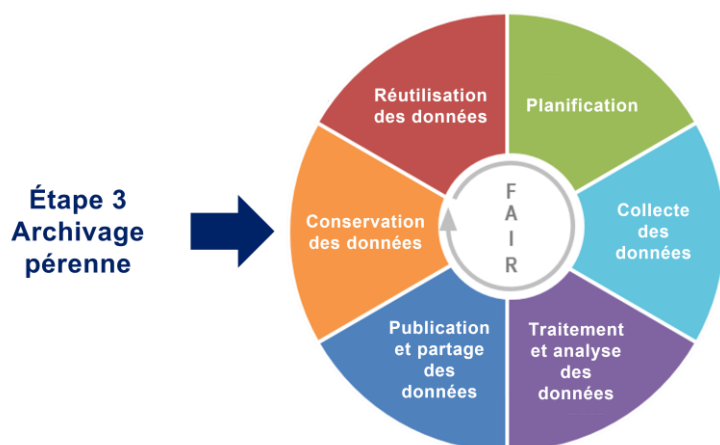 Étape 3
Archivage
pérenne
Réutilisation
des données
Planification
Collecte
des
données
Traitement
et analyse
des
données
Publication
et partage
des
données
Conservation
des données
F
A
I
R